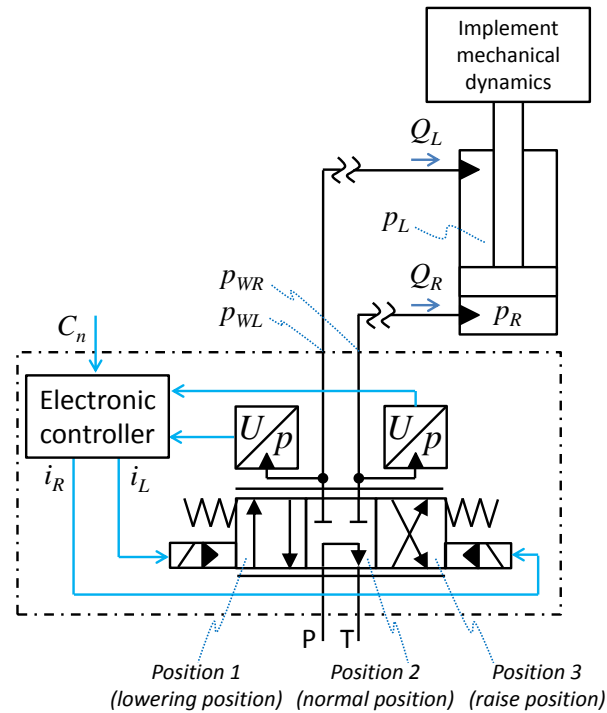 Implement
mechanical
dynamics
Q_L
p_L
p_WR
Q_R
p_WL
p_R
C_n
Electronic
controller
U
p
U
p
i_R
i_L
P
T
Position 1
(lowering position)
Position 2
(normal position)
Position 3
(raise position)